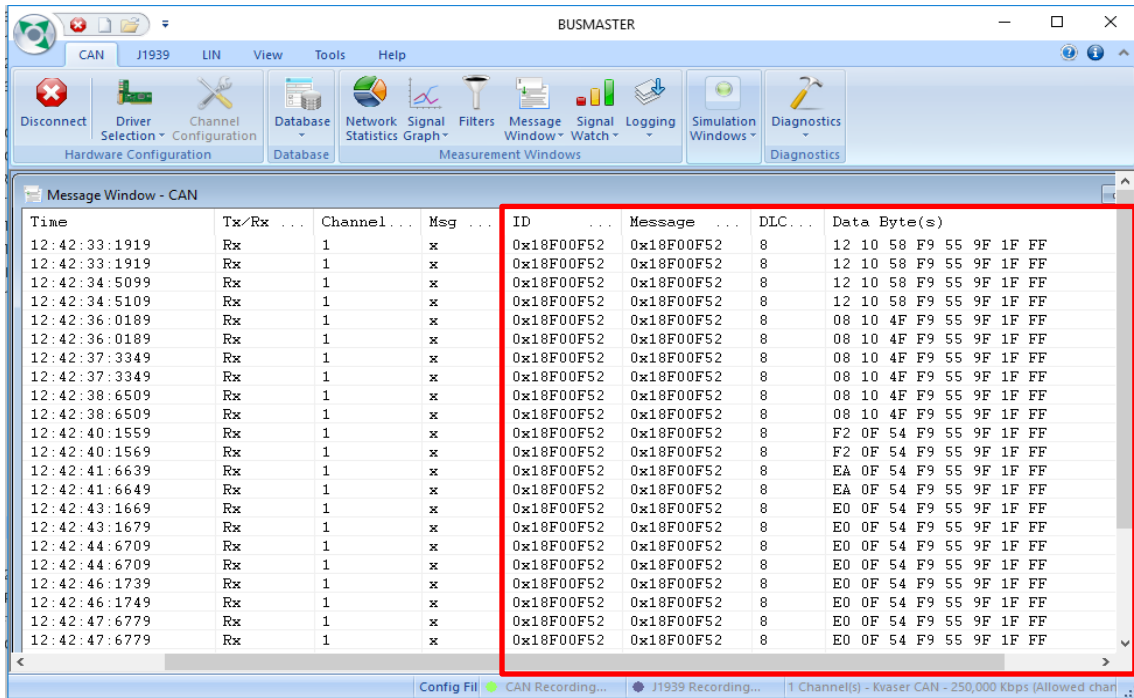 BUSMASTER
CAN J1939 LIN View Tools Help
Disconnect Driver Selection Channel Configuration Database Network Statistics Signal Graph Filters Message Window Signal Watch Logging Simulation Windows Diagnostics
Hardware Configuration Database Measurement Windows Diagnostics
Message Window - CAN
Time Tx/Rx ... Channel... Msg ... ID ... Message ... DLC... Data Byte(s)
12:42:33:1919 Rx 1 x 0x18F00F52 0x18F00F52 8 12 10 58 F9 55 9F 1F FF
12:42:33:1919 Rx 1 x 0x18F00F52 0x18F00F52 8 12 10 58 F9 55 9F 1F FF
12:42:34:5099 Rx 1 x 0x18F00F52 0x18F00F52 8 12 10 58 F9 55 9F 1F FF
12:42:34:5109 Rx 1 x 0x18F00F52 0x18F00F52 8 12 10 58 F9 55 9F 1F FF
12:42:36:0189 Rx 1 x 0x18F00F52 0x18F00F52 8 08 10 4F F9 55 9F 1F FF
12:42:36:0189 Rx 1 x 0x18F00F52 0x18F00F52 8 08 10 4F F9 55 9F 1F FF
12:42:37:3349 Rx 1 x 0x18F00F52 0x18F00F52 8 08 10 4F F9 55 9F 1F FF
12:42:37:3349 Rx 1 x 0x18F00F52 0x18F00F52 8 08 10 4F F9 55 9F 1F FF
12:42:38:6509 Rx 1 x 0x18F00F52 0x18F00F52 8 08 10 4F F9 55 9F 1F FF
12:42:38:6509 Rx 1 x 0x18F00F52 0x18F00F52 8 08 10 4F F9 55 9F 1F FF
12:42:40:1559 Rx 1 x 0x18F00F52 0x18F00F52 8 F2 0F 54 F9 55 9F 1F FF
12:42:40:1569 Rx 1 x 0x18F00F52 0x18F00F52 8 F2 0F 54 F9 55 9F 1F FF
12:42:41:6639 Rx 1 x 0x18F00F52 0x18F00F52 8 EA 0F 54 F9 55 9F 1F FF
12:42:41:6649 Rx 1 x 0x18F00F52 0x18F00F52 8 EA 0F 54 F9 55 9F 1F FF
12:42:43:1669 Rx 1 x 0x18F00F52 0x18F00F52 8 E0 0F 54 F9 55 9F 1F FF
12:42:43:1679 Rx 1 x 0x18F00F52 0x18F00F52 8 E0 0F 54 F9 55 9F 1F FF
12:42:44:6709 Rx 1 x 0x18F00F52 0x18F00F52 8 E0 0F 54 F9 55 9F 1F FF
12:42:44:6709 Rx 1 x 0x18F00F52 0x18F00F52 8 E0 0F 54 F9 55 9F 1F FF
12:42:46:1739 Rx 1 x 0x18F00F52 0x18F00F52 8 E0 0F 54 F9 55 9F 1F FF
12:42:46:1749 Rx 1 x 0x18F00F52 0x18F00F52 8 E0 0F 54 F9 55 9F 1F FF
12:42:47:6779 Rx 1 x 0x18F00F52 0x18F00F52 8 E0 0F 54 F9 55 9F 1F FF
12:42:47:6779 Rx 1 x 0x18F00F52 0x18F00F52 8 E0 0F 54 F9 55 9F 1F FF
Config Fil CAN Recording... J1939 Recording... 1 Channel(s) - Kvaser CAN - 250,000 Kbps (Allowed chan